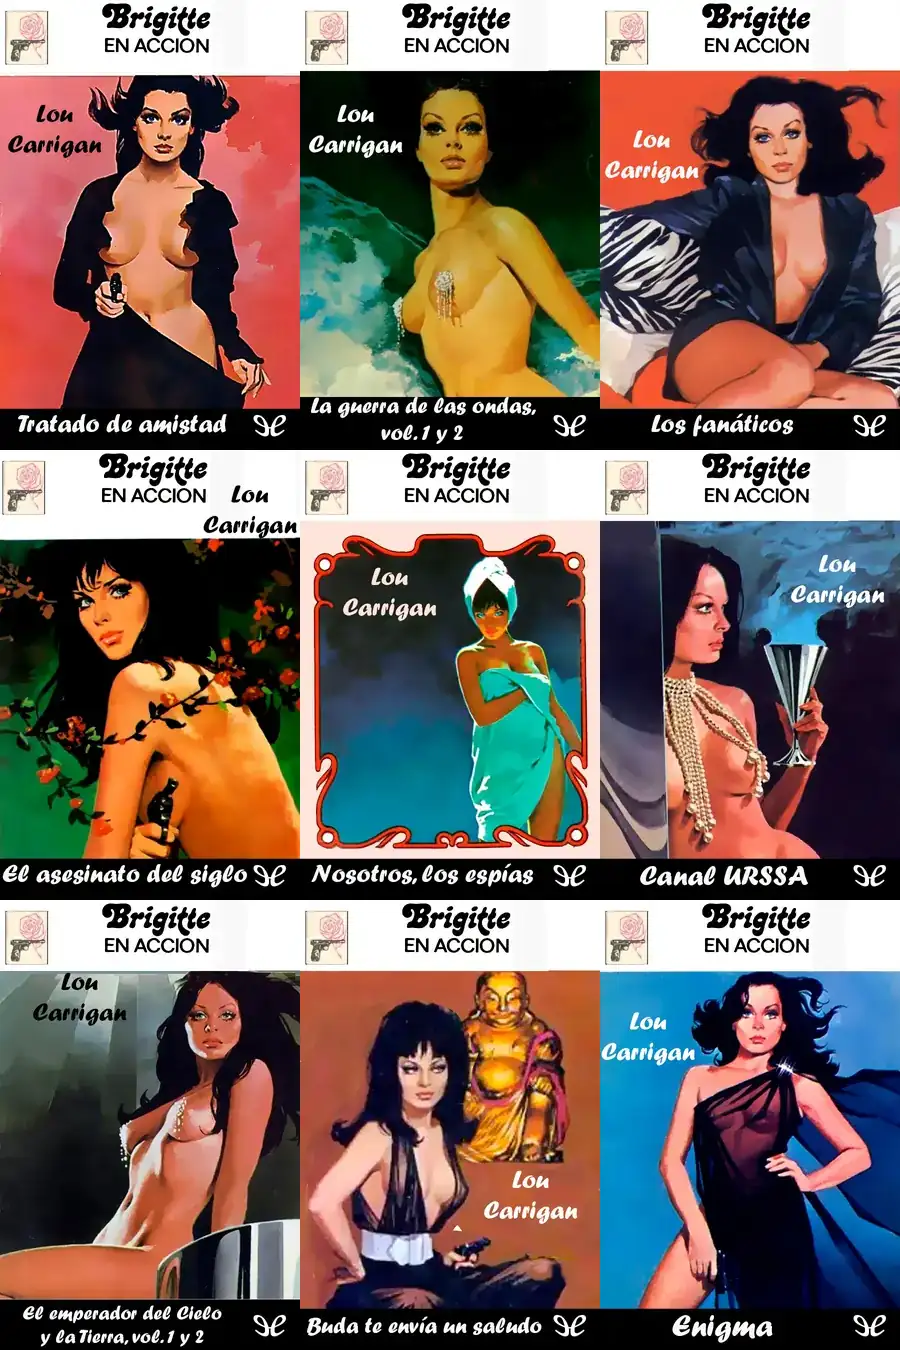 Brigitte
EN ACCION
Lou
Carrigan
Tratado de amistad
Brigitte
EN ACCION
Lou
Carrigan
La guerra de las ondas,
vol. 1 y 2
Brigitte
EN ACCION
Lou
Carrigan
Los fanáticos
Brigitte
EN ACCION
Lou
Carrigan
El asesinato del siglo
Brigitte
EN ACCION
Lou
Carrigan
Nosotros, los espías
Brigitte
EN ACCION
Lou
Carrigan
Canal URSSA
Brigitte
EN ACCION
Lou
Carrigan
El emperador del Cielo
y la Tierra, vol. 1 y 2
Brigitte
EN ACCION
Lou
Carrigan
Buda te envía un saludo
Brigitte
EN ACCION
Lou
Carrigan
Enigma